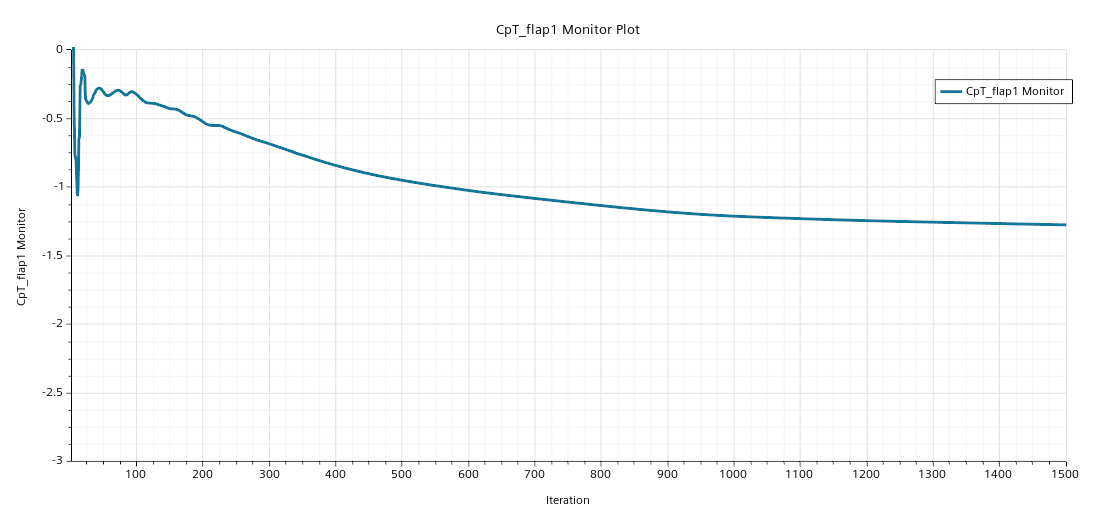 CpT_flap1 Monitor Plot
CpT_flap1 Monitor
CpT_flap1 Monitor
0
-0.5
-1
-1.5
-2
-2.5
-3
100 200 300 400 500 600 700 800 900 1000 1100 1200 1300 1400 1500
Iteration